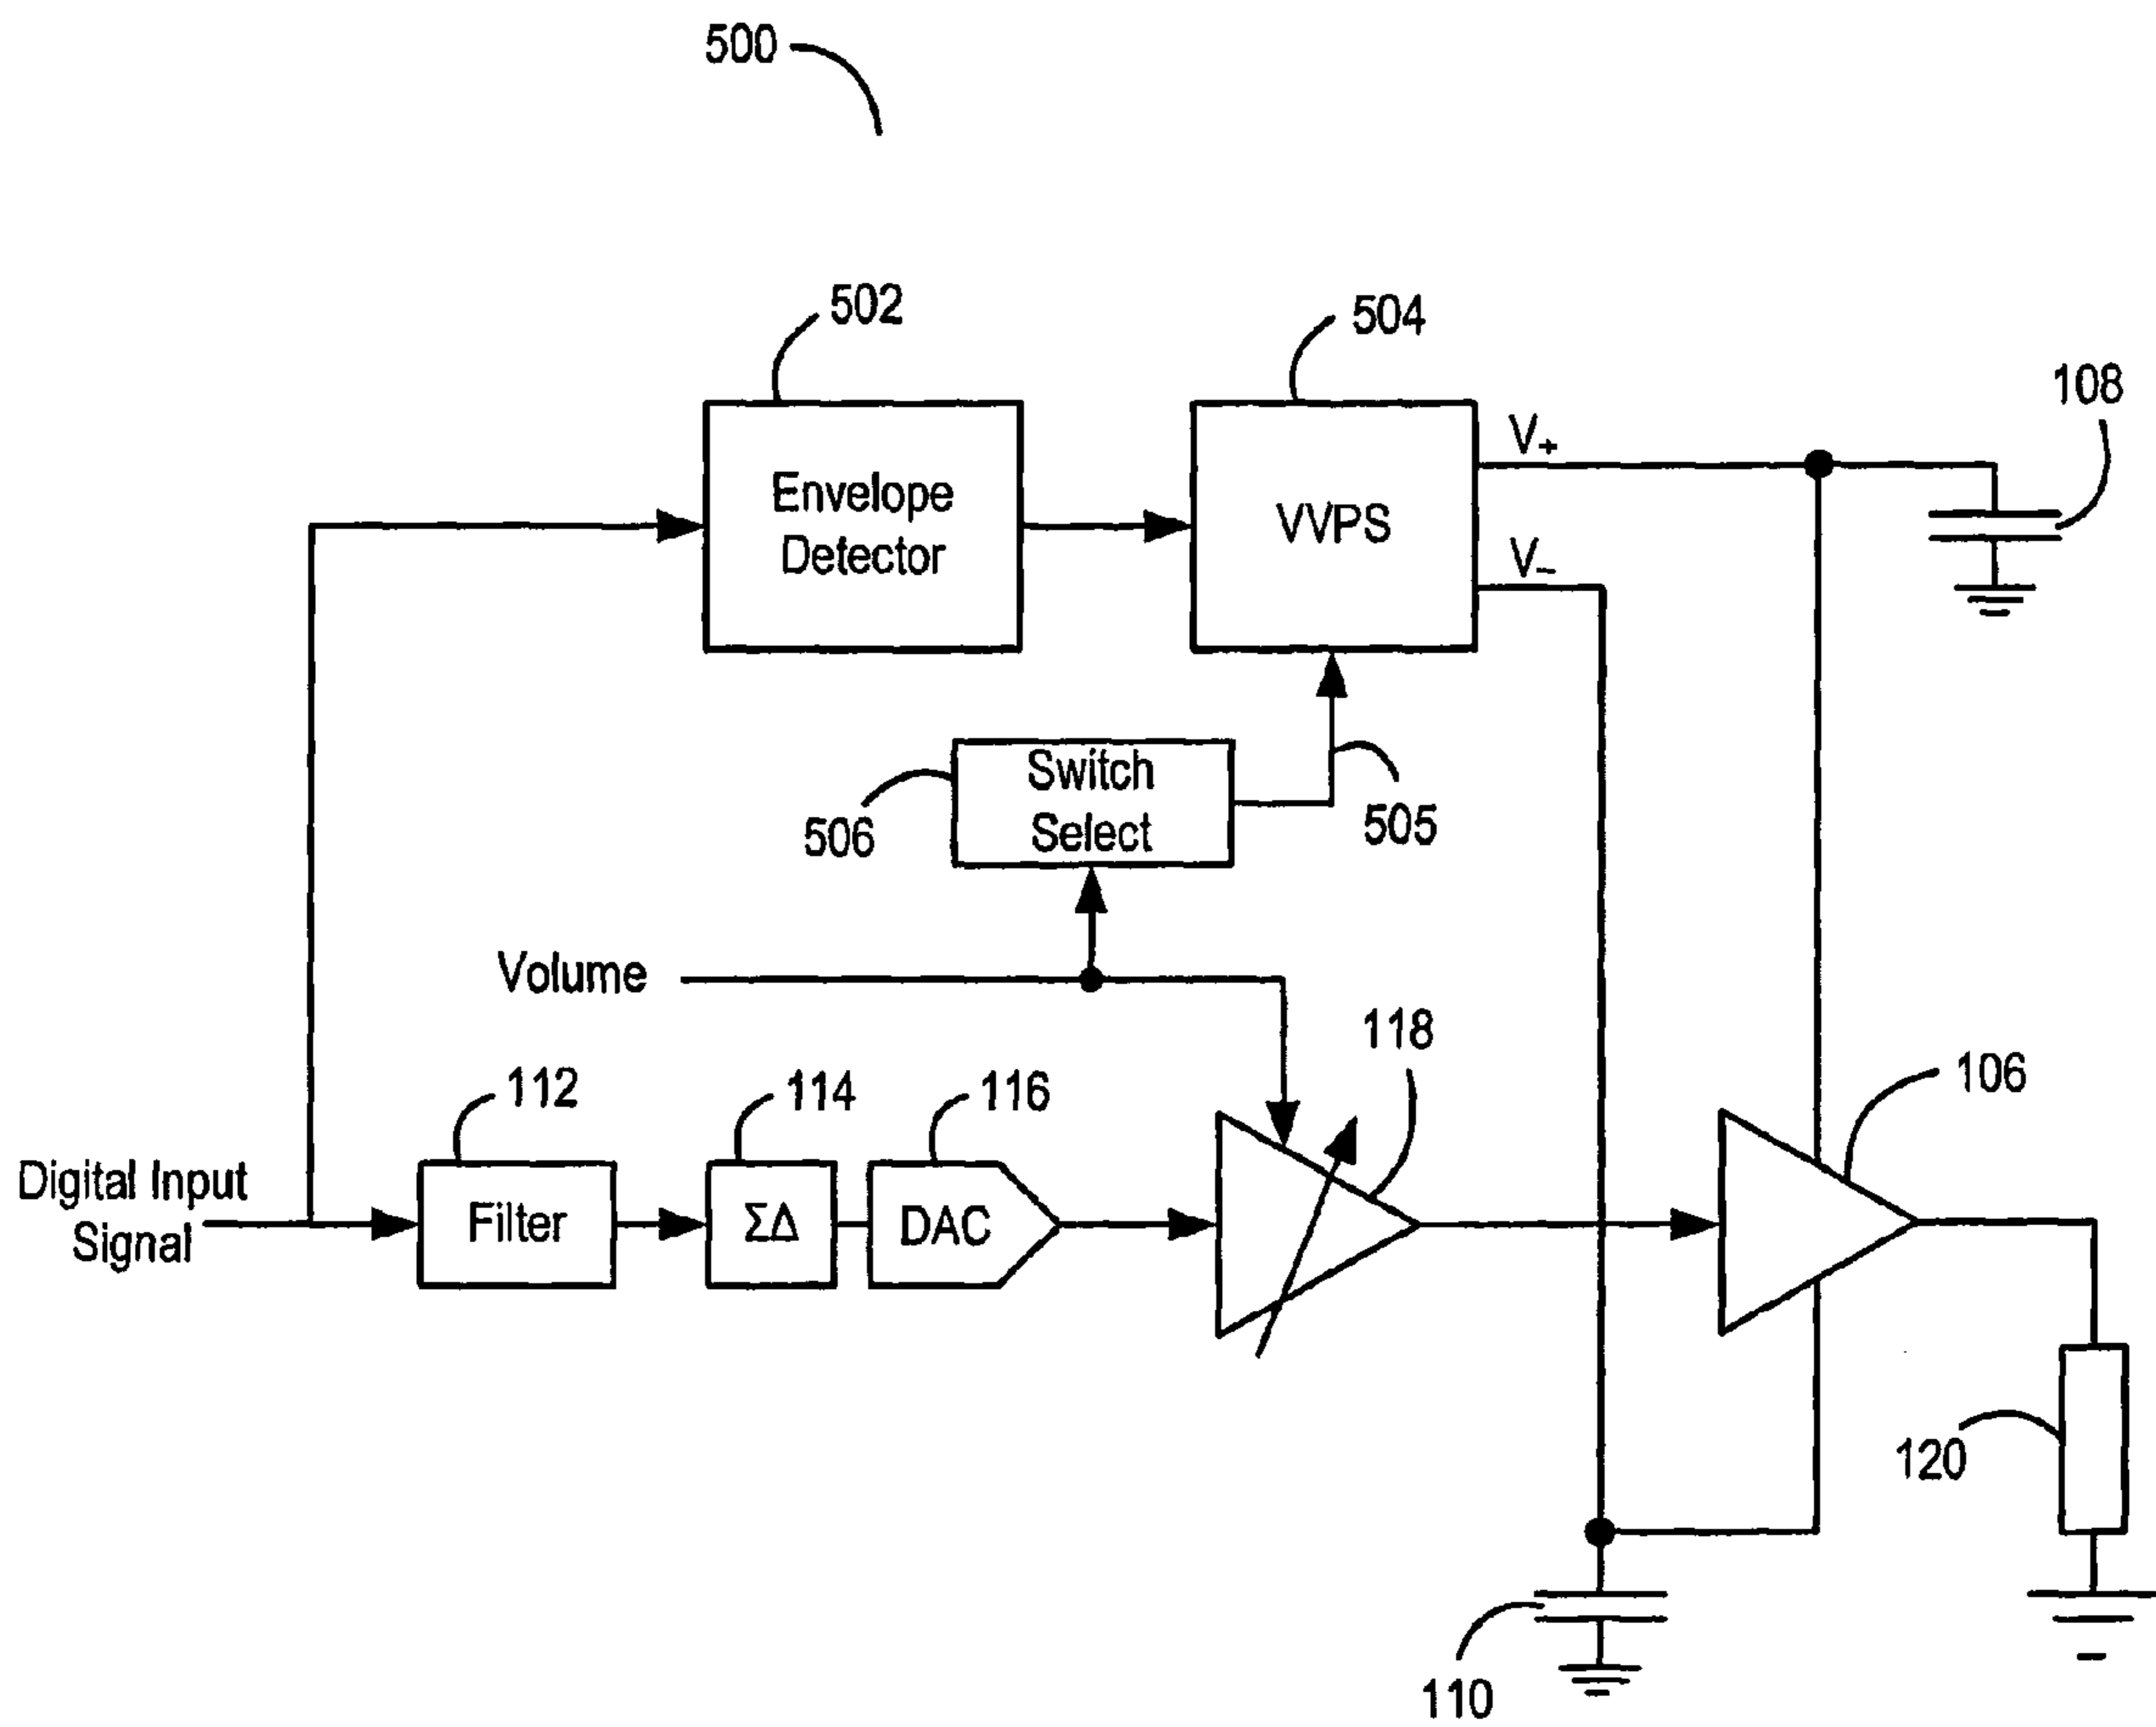 500
502
504
108
Envelope
Detector
VVPS
V+
V–
Switch
Select
506
505
Volume
118
112
114
116
106
Digital Input
Signal
Filter
ΣΔ
DAC
120
110